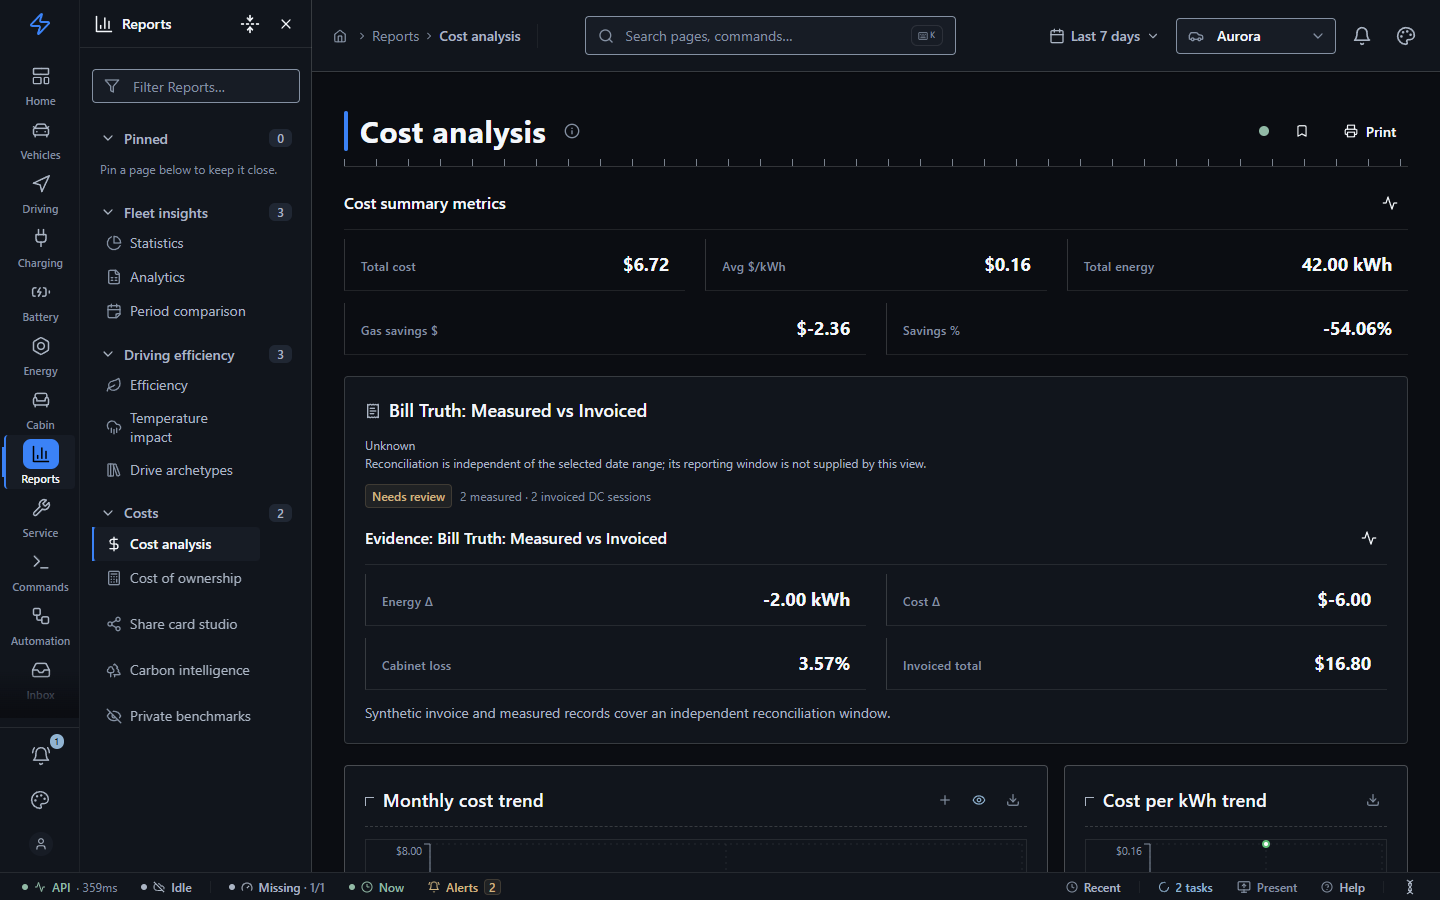 Reports
Home
Vehicles
Driving
Charging
Battery
Energy
Cabin
Reports
Service
Commands
Automation
Inbox
1
Filter Reports...
Pinned
0
Pin a page below to keep it close.
Fleet insights
3
Statistics
Analytics
Period comparison
Driving efficiency
3
Efficiency
Temperature
impact
Drive archetypes
Costs
2
Cost analysis
Cost of ownership
Share card studio
Carbon intelligence
Private benchmarks
Reports
Cost analysis
Search pages, commands...
K
Last 7 days
Aurora
Cost analysis
Print
Cost summary metrics
Total cost
$6.72
Avg $/kWh
$0.16
Total energy
42.00 kWh
Gas savings $
$-2.36
Savings %
-54.06%
Bill Truth: Measured vs Invoiced
Unknown
Reconciliation is independent of the selected date range; its reporting window is not supplied by this view.
Needs review
2 measured · 2 invoiced DC sessions
Evidence: Bill Truth: Measured vs Invoiced
Energy Δ
-2.00 kWh
Cost Δ
$-6.00
Cabinet loss
3.57%
Invoiced total
$16.80
Synthetic invoice and measured records cover an independent reconciliation window.
Monthly cost trend
$8.00
Cost per kWh trend
$0.16
API · 359ms
Idle
Missing · 1/1
Now
Alerts 2
Recent
2 tasks
Present
Help